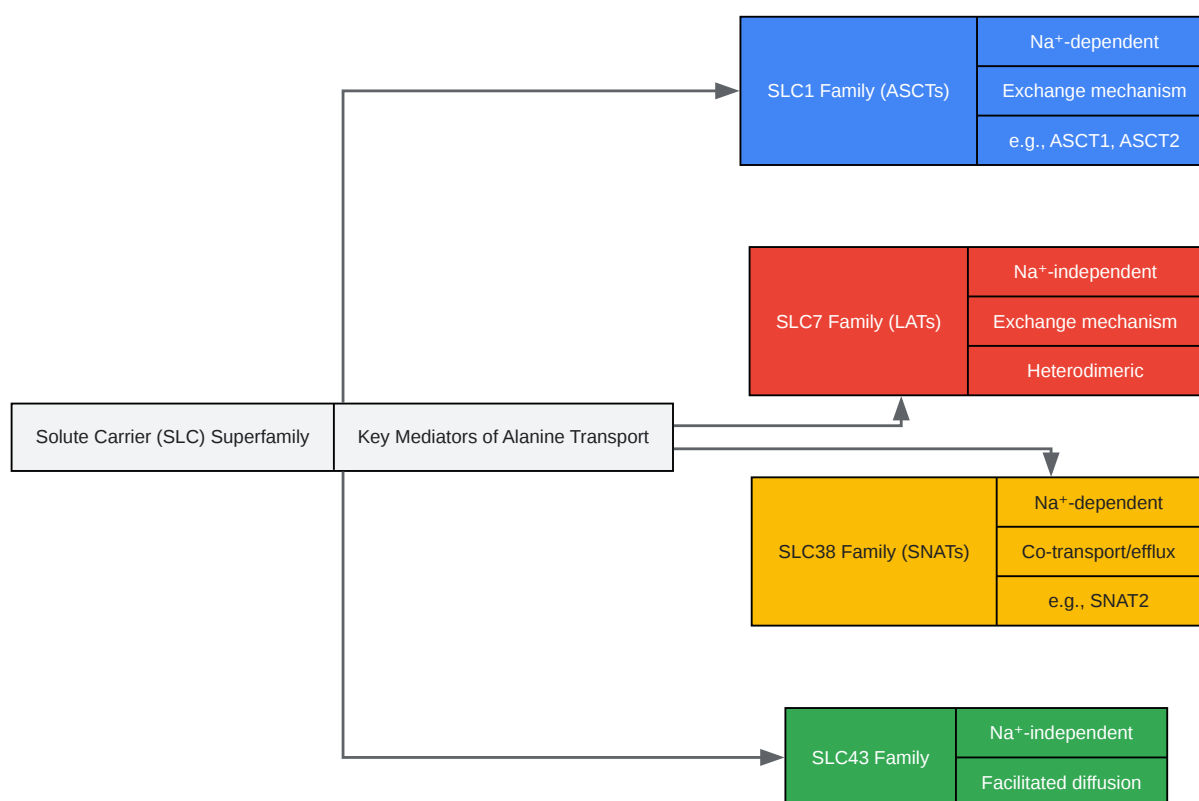 SLC1 Family (ASCTs)
Na⁺-dependent
Exchange mechanism
e.g., ASCT1, ASCT2
SLC7 Family (LATs)
Na⁺-independent
Exchange mechanism
Heterodimeric
Solute Carrier (SLC) Superfamily
Key Mediators of Alanine Transport
SLC38 Family (SNATs)
Na⁺-dependent
Co-transport/efflux
e.g., SNAT2
SLC43 Family
Na⁺-independent
Facilitated diffusion